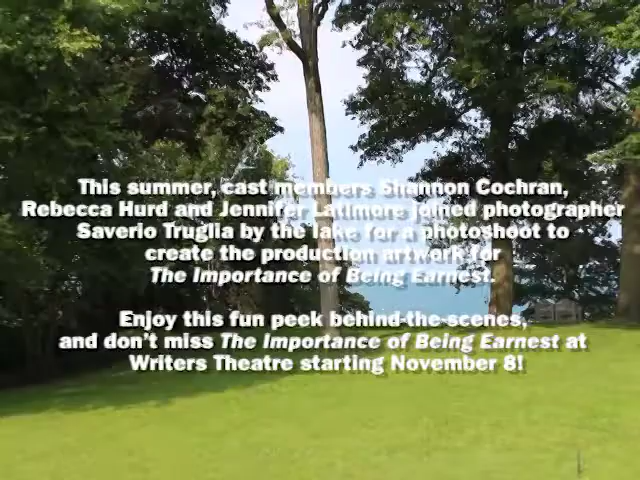 This summer, cast members Shannon Cochran,
Rebecca Hurd and Jennifer Latimore joined photographer
Saverio Truglia by the lake for a photoshoot to
create the production artwork for
The Importance of Being Earnest.
Enjoy this fun peek behind-the-scenes,
and don't miss The Importance of Being Earnest at
Writers Theatre starting November 8!